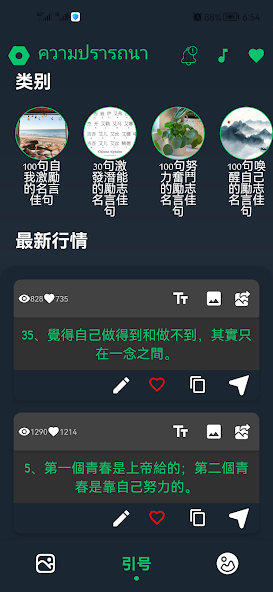 68% 6:54
ความปรารถนา
类别
100句自
我激勵
的名言
佳句
30句激
發潛能
的勵志
名言佳
句
100句努
力奮鬥
的勵志
名言佳
句
100句喚
醒自己
的勵志
名言佳
句
最新行情
828 735
35、覺得自己做得到和做不到，其實只
在一念之間。
1290 1214
5、第一個青春是上帝給的；第二個青
春是靠自己努力的。
引号